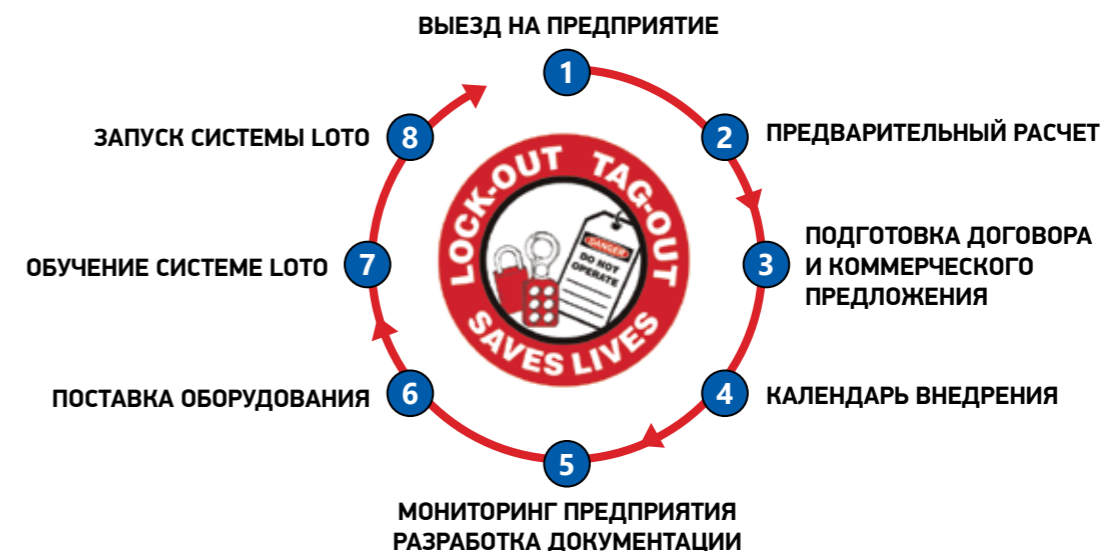 ВЫЕЗД НА ПРЕДПРИЯТИЕ
1
2
ПРЕДВАРИТЕЛЬНЫЙ РАСЧЕТ
3
ПОДГОТОВКА ДОГОВОРА
И КОММЕРЧЕСКОГО
ПРЕДЛОЖЕНИЯ
4
КАЛЕНДАРЬ ВНЕДРЕНИЯ
5
МОНИТОРИНГ ПРЕДПРИЯТИЯ
РАЗРАБОТКА ДОКУМЕНТАЦИИ
6
ПОСТАВКА ОБОРУДОВАНИЯ
7
ОБУЧЕНИЕ СИСТЕМЕ LOTO
8
ЗАПУСК СИСТЕМЫ LOTO
LOCK-OUT TAG-OUT
SAVES LIVES
DANGER
DO NOT
OPERATE